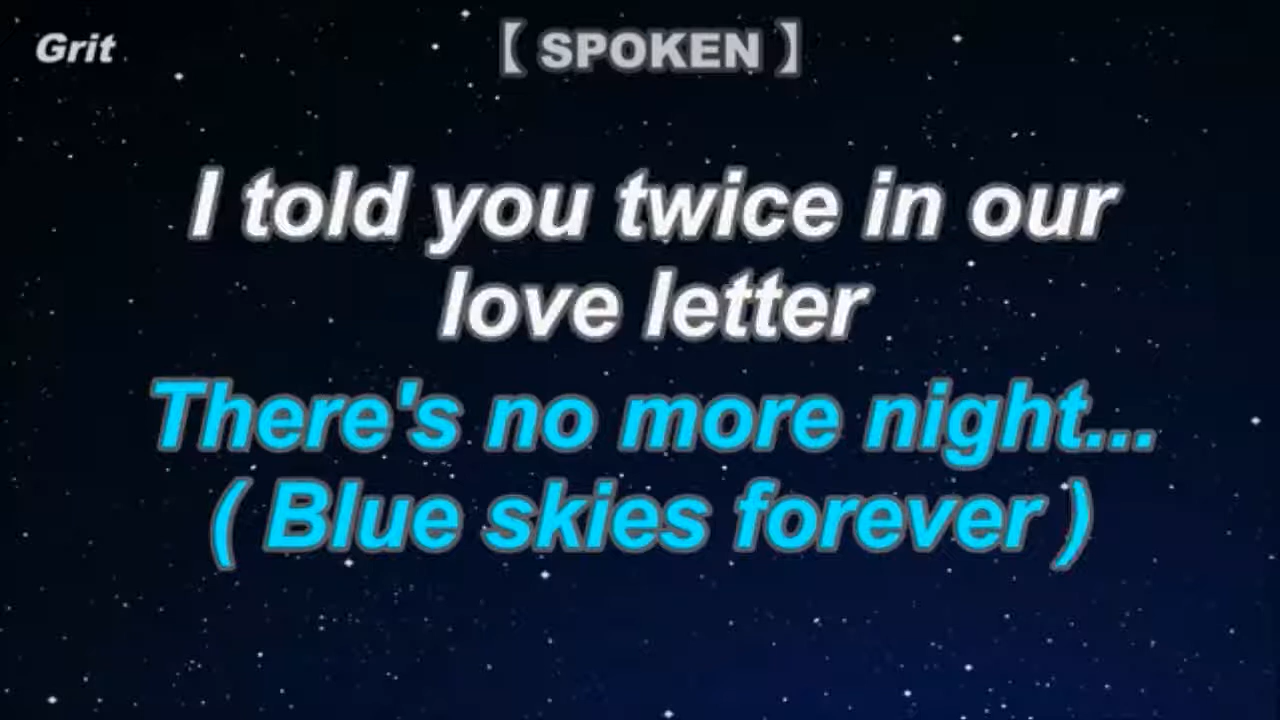 Grit
【 SPOKEN 】
I told you twice in our
love letter
There's no more night...
( Blue skies forever )